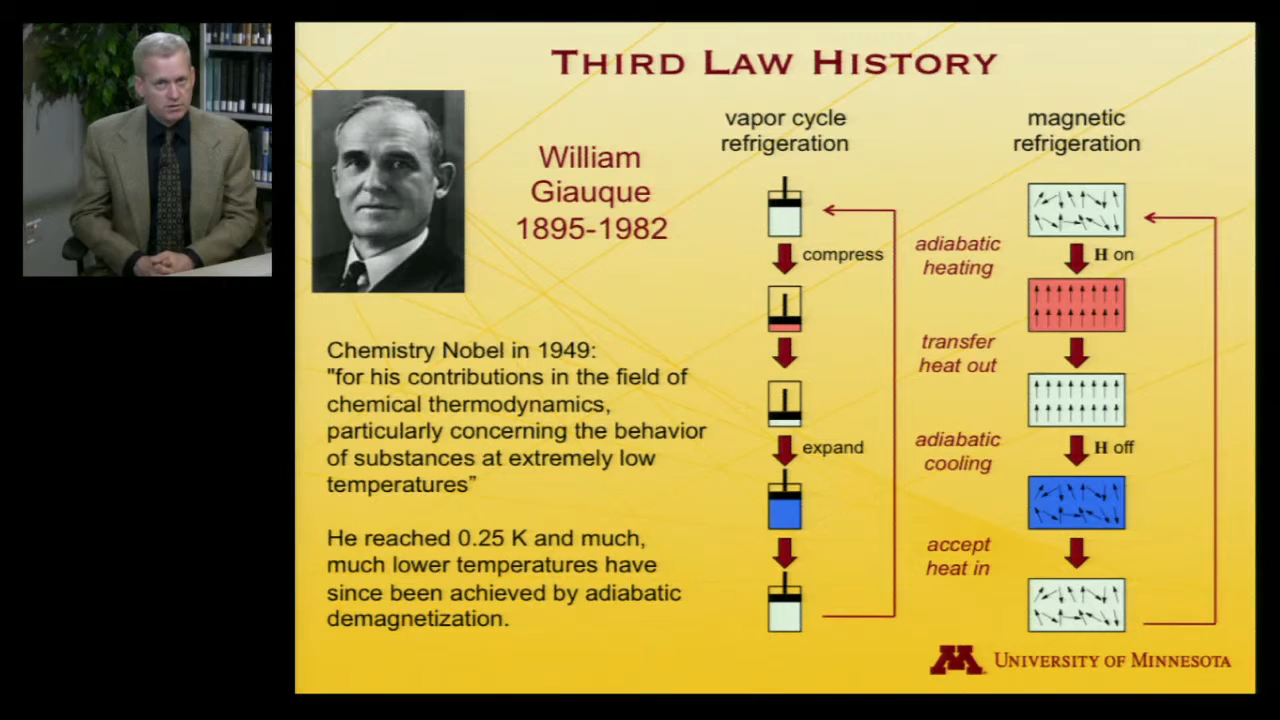 THIRD LAW HISTORY
William
Giauque
1895-1982
Chemistry Nobel in 1949:
"for his contributions in the field of
chemical thermodynamics,
particularly concerning the behavior
of substances at extremely low
temperatures”
He reached 0.25 K and much,
much lower temperatures have
since been achieved by adiabatic
demagnetization.
vapor cycle
refrigeration
compress
expand
adiabatic
heating
transfer
heat out
adiabatic
cooling
accept
heat in
magnetic
refrigeration
H on
H off
M UNIVERSITY OF MINNESOTA